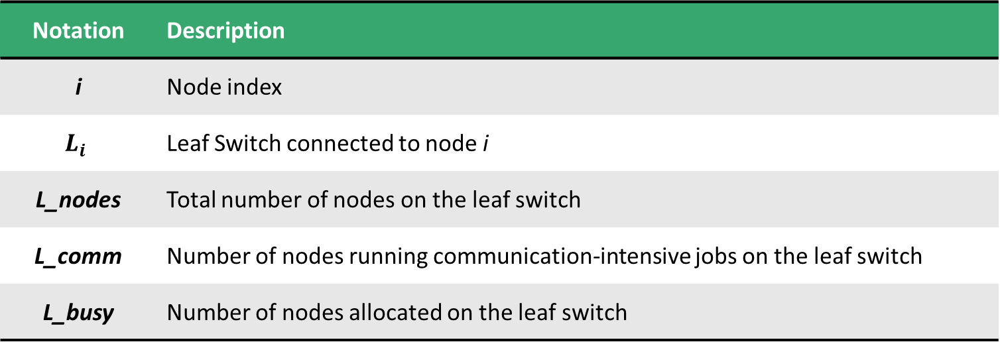 Notation Description
i Node index
L_i Leaf Switch connected to node i
L_nodes Total number of nodes on the leaf switch
L_comm Number of nodes running communication-intensive jobs on the leaf switch
L_busy Number of nodes allocated on the leaf switch